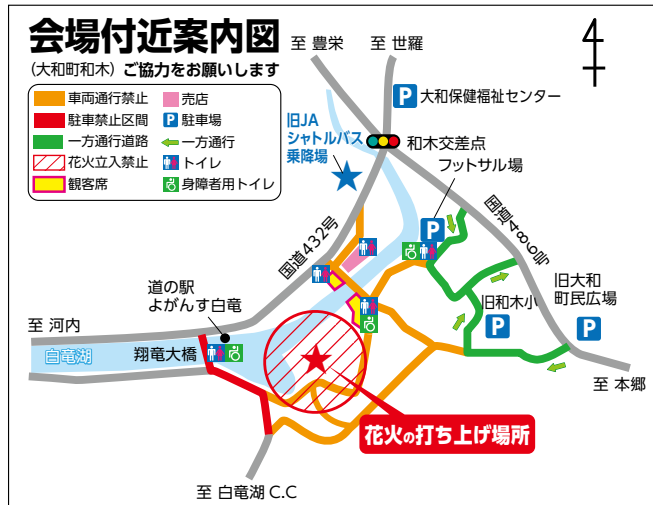 会場付近案内図
(大和町和木) ご協力をお願いします
車両通行禁止
売店
駐車禁止区間
P 駐車場
一方通行道路
一方通行
花火立入禁止
トイレ
観客席
身障者用トイレ
至 豊栄
至 世羅
P 大和保健福祉センター
旧JA
シャトルバス
乗降場
和木交差点
フットサル場
P
国道432号
国道486号
道の駅
よがんす白竜
旧大和
町民広場
P
旧和木小
P
至 河内
白竜湖
翔竜大橋
至 本郷
花火の打ち上げ場所
至 白竜湖 C.C